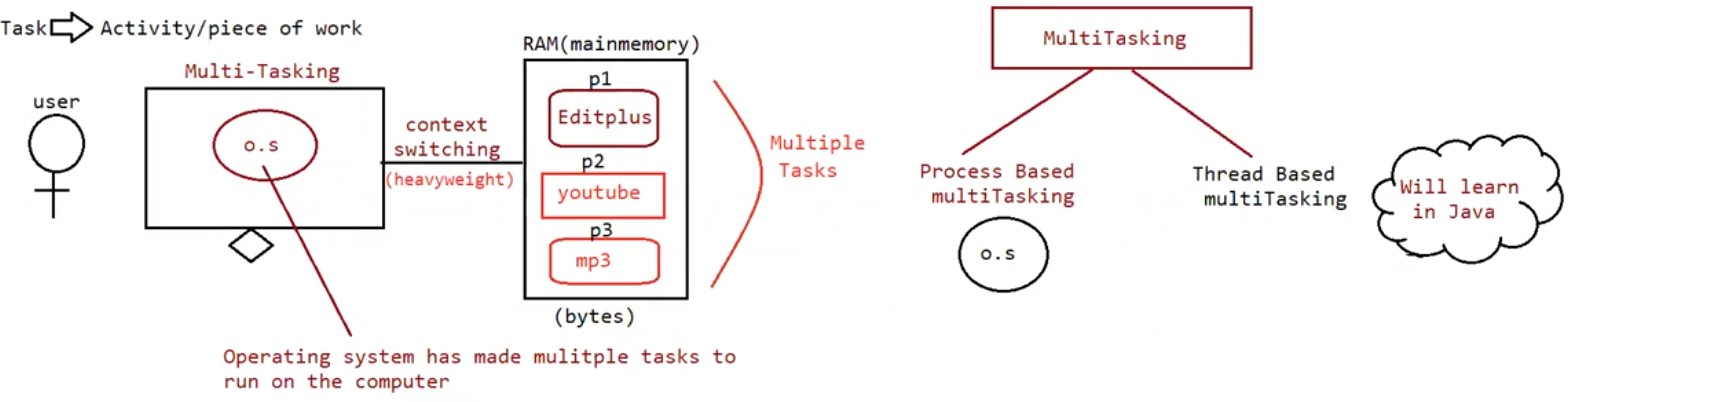 Task Activity/piece of work
Multi-Tasking
user
o.s
context
switching
(heavyweight)
RAM(mainmemory)
p1
Editplus
p2
youtube
p3
mp3
(bytes)
Multiple
Tasks
Operating system has made mulitple tasks to
run on the computer
MultiTasking
Process Based
multiTasking
o.s
Thread Based
multiTasking
Will learn
in Java